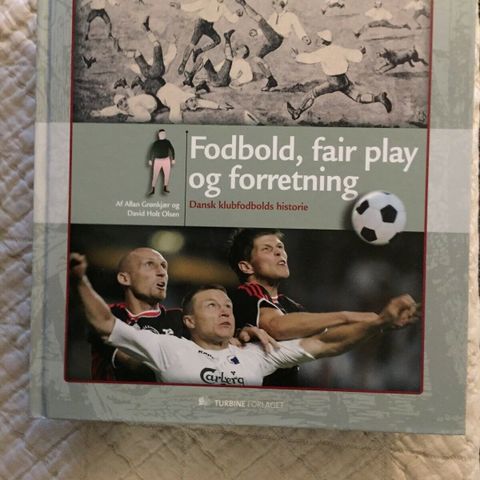 Fodbold, fair play
og forretning
Dansk klubfodbolds historie
Af Allan Grønkjær og
David Holt Olsen
Carlsberg
TURBINE FORLAGET